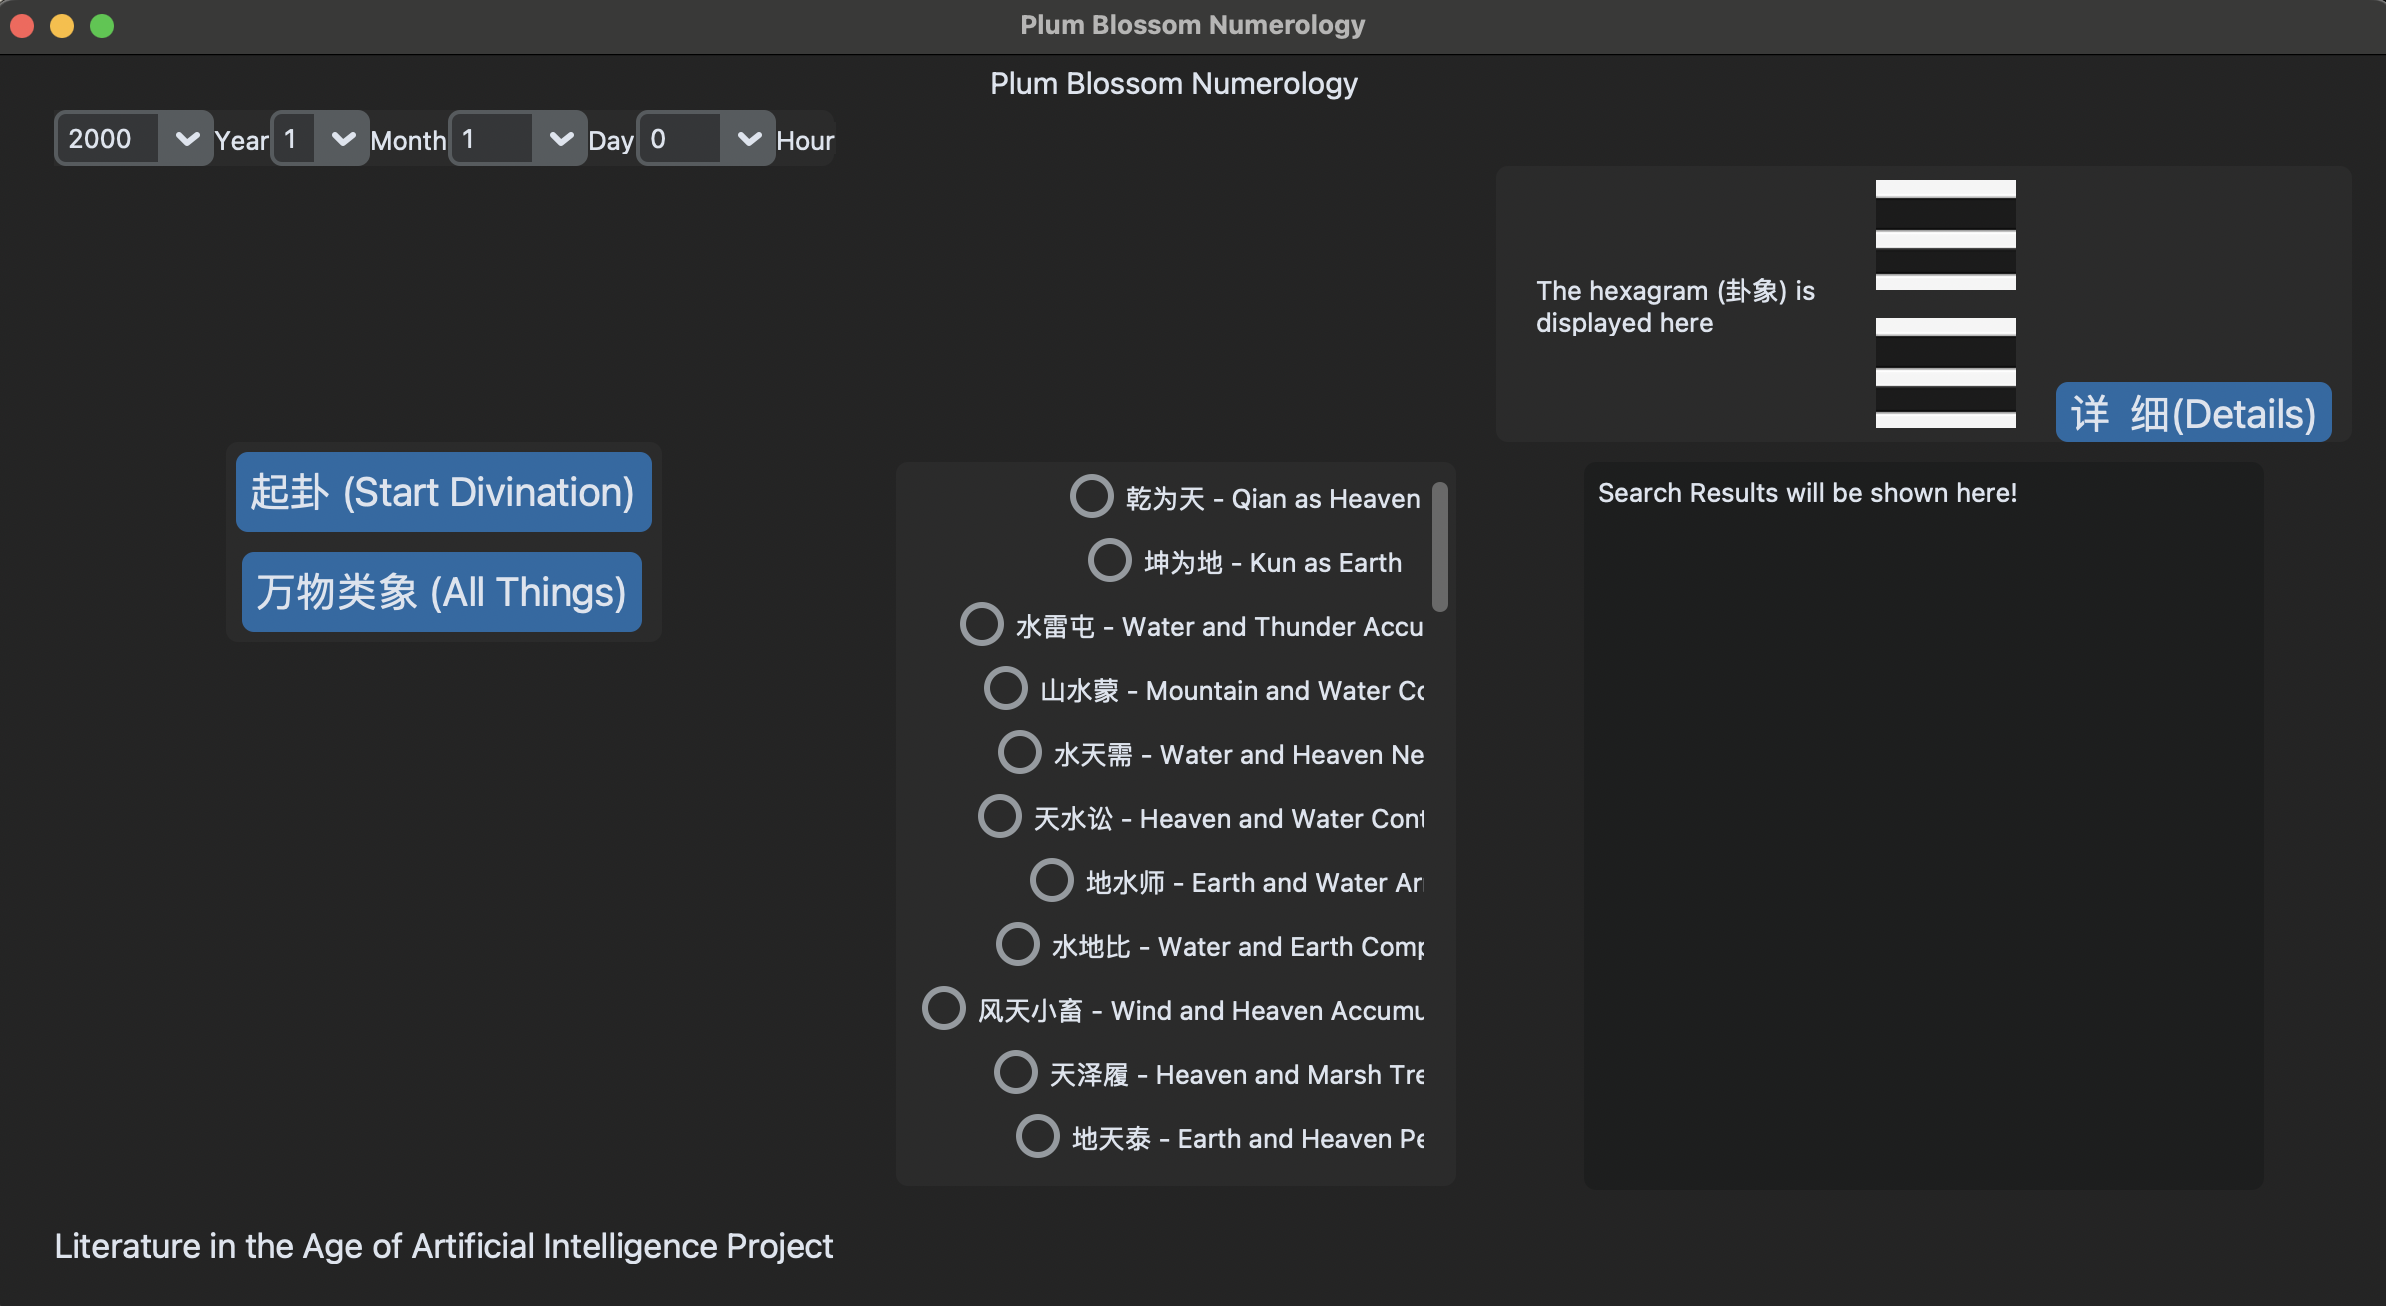 Plum Blossom Numerology
Plum Blossom Numerology
2000 Year 1 Month 1 Day 0 Hour
The hexagram (卦象) is
displayed here
详 细(Details)
起卦 (Start Divination)
万物类象 (All Things)
乾为天 - Qian as Heaven
坤为地 - Kun as Earth
水雷屯 - Water and Thunder Accu
山水蒙 - Mountain and Water Co
水天需 - Water and Heaven Ne
天水讼 - Heaven and Water Cont
地水师 - Earth and Water Ar
水地比 - Water and Earth Comp
风天小畜 - Wind and Heaven Accumu
天泽履 - Heaven and Marsh Tre
地天泰 - Earth and Heaven Pe
Search Results will be shown here!
Literature in the Age of Artificial Intelligence Project